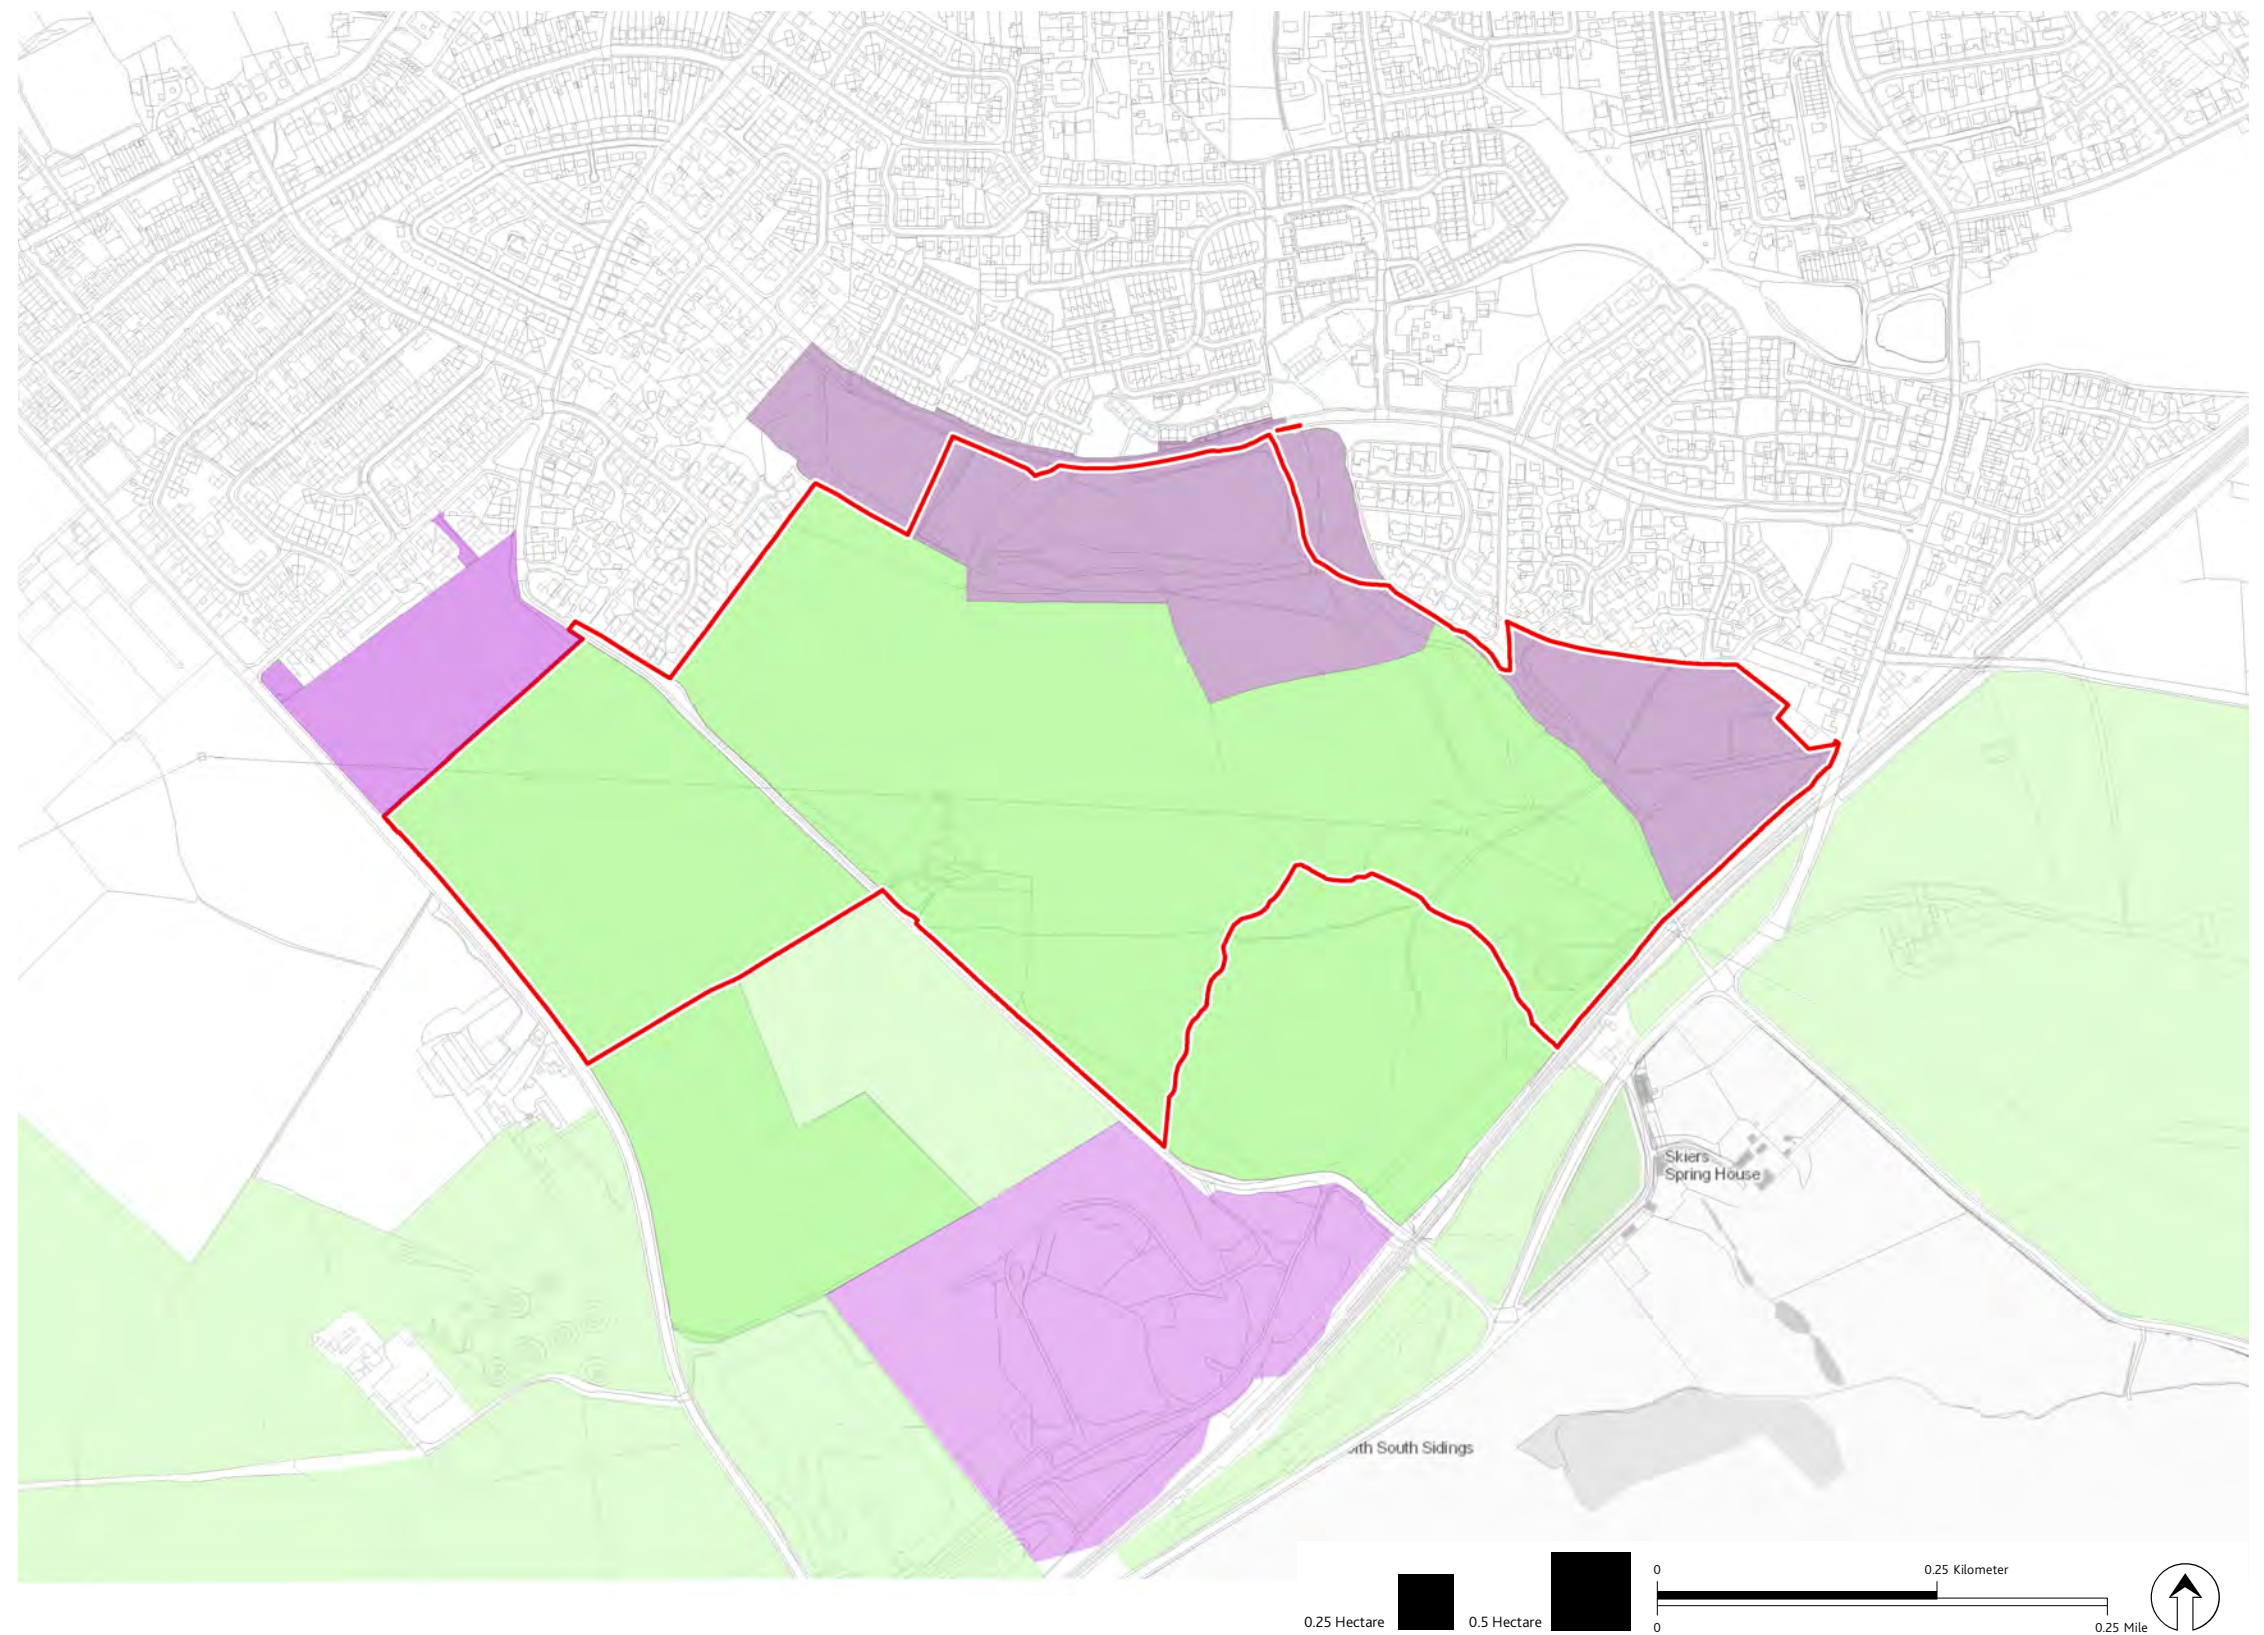 Skiers
Spring House
South Sidings
0.25 Hectare
0.5 Hectare
0
0.25 Kilometer
0
0.25 Mile